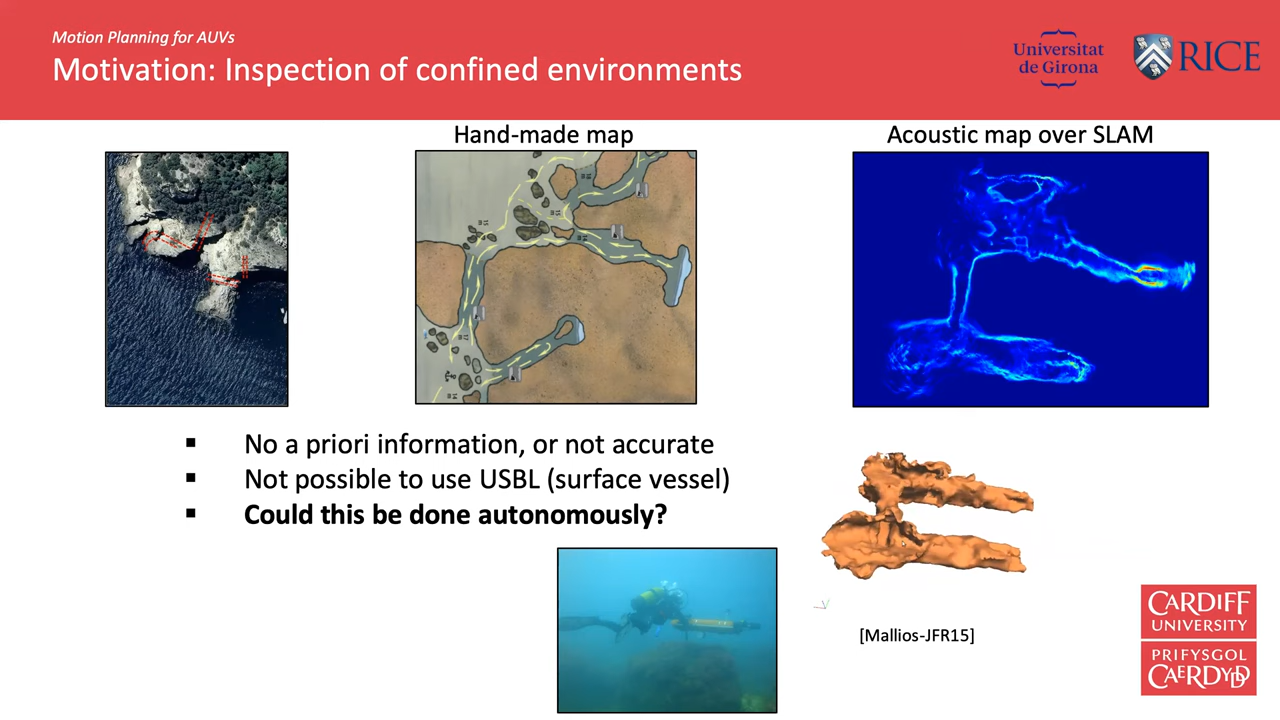 Motion Planning for AUVs
Motivation: Inspection of confined environments
Universitat
de Girona
RICE
Hand-made map
Acoustic map over SLAM
No a priori information, or not accurate
Not possible to use USBL (surface vessel)
Could this be done autonomously?
[Mallios-JFR15]
CARDIFF
UNIVERSITY
PRIFYSGOL
CAERDYDD